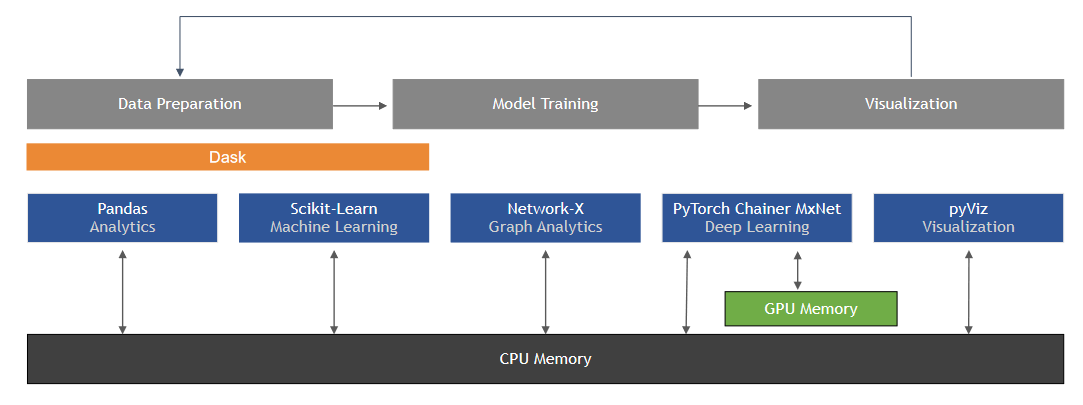 Data Preparation
Model Training
Visualization
Dask
Pandas
Analytics
Scikit-Learn
Machine Learning
Network-X
Graph Analytics
PyTorch Chainer MxNet
Deep Learning
pyViz
Visualization
GPU Memory
CPU Memory